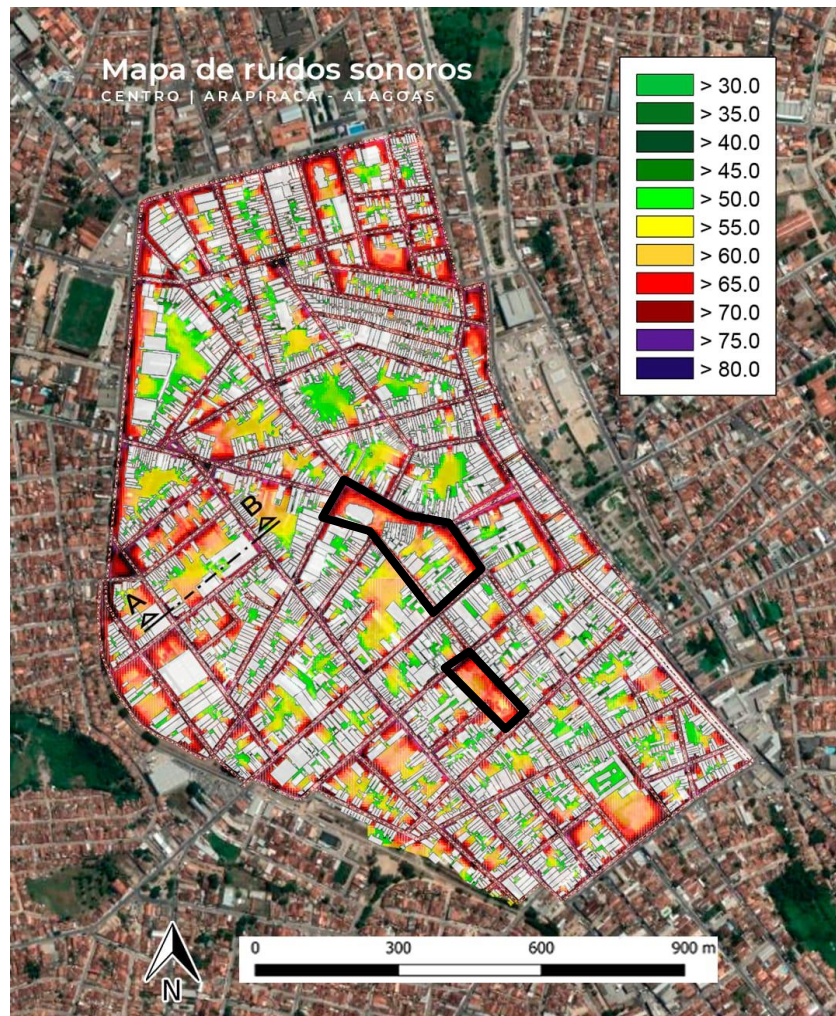 Mapa de ruídos sonoros
CENTRO | ARAPIRACA - ALAGOAS
> 30.0
> 35.0
> 40.0
> 45.0
> 50.0
> 55.0
> 60.0
> 65.0
> 70.0
> 75.0
> 80.0
B
A
0 300 600 900 m
N